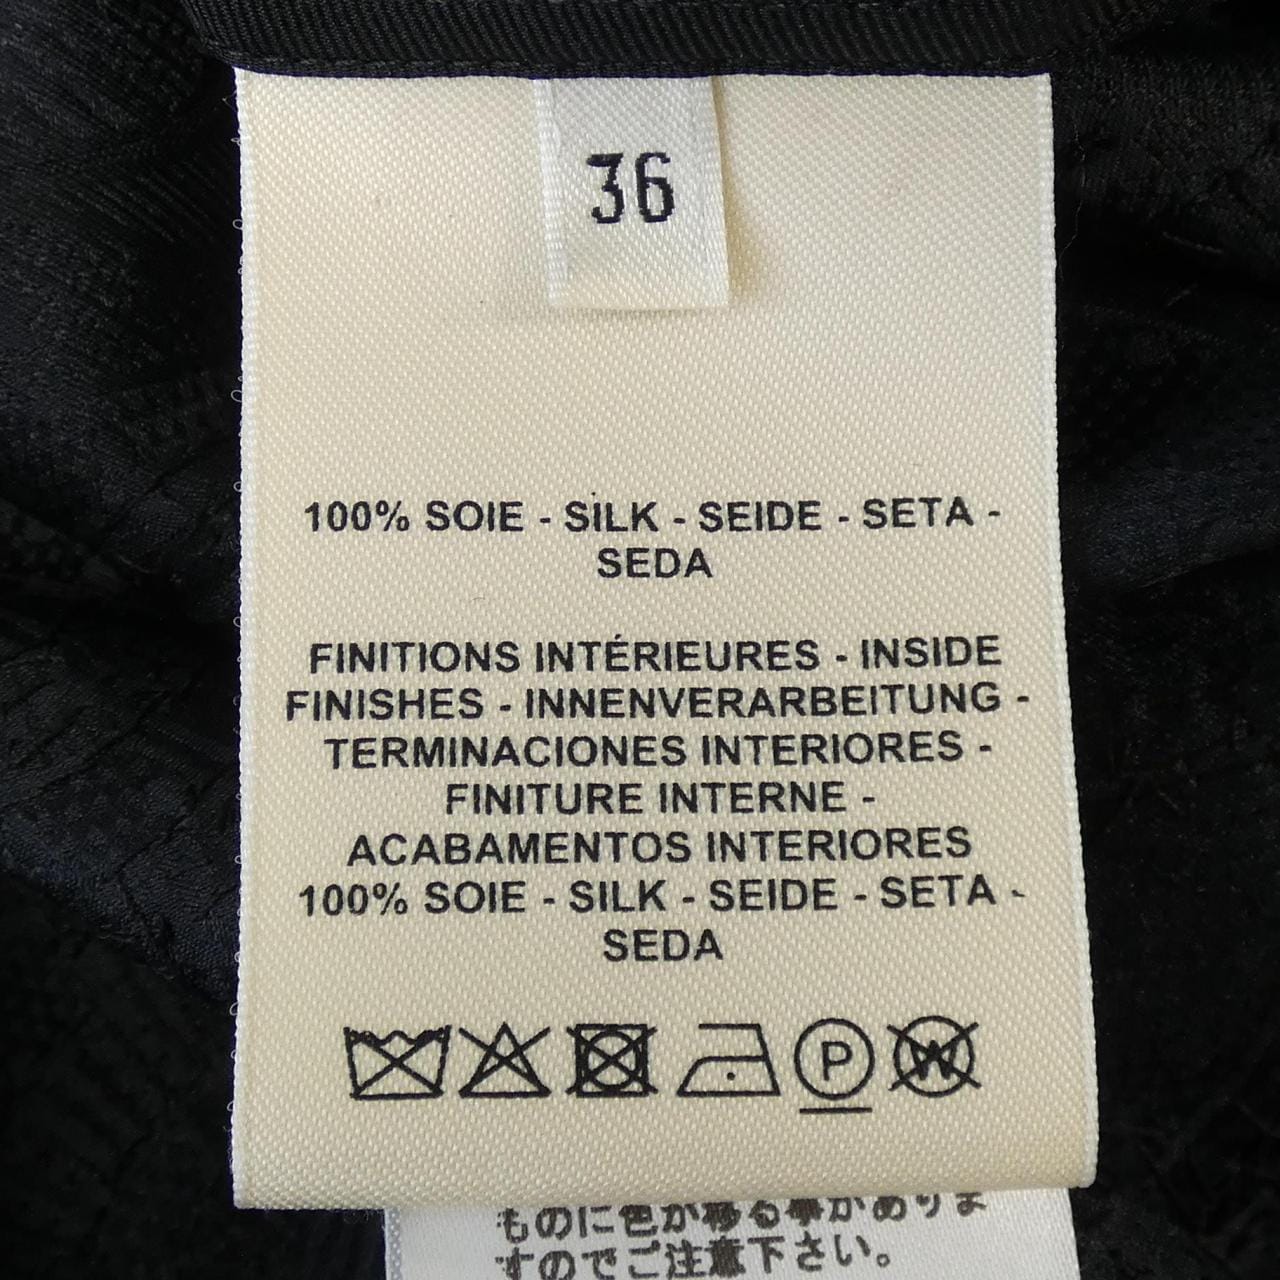 36
100% SOIE - SILK - SEIDE - SETA -
SEDA
FINITIONS INTÉRIEURES - INSIDE
FINISHES - INNENVERARBEITUNG -
TERMINACIONES INTERIORES -
FINITURE INTERNE -
ACABAMENTOS INTERIORES
100% SOIE - SILK - SEIDE - SETA -
SEDA
P
W
ものに色が移る事がありま
すのでご注意下さい。